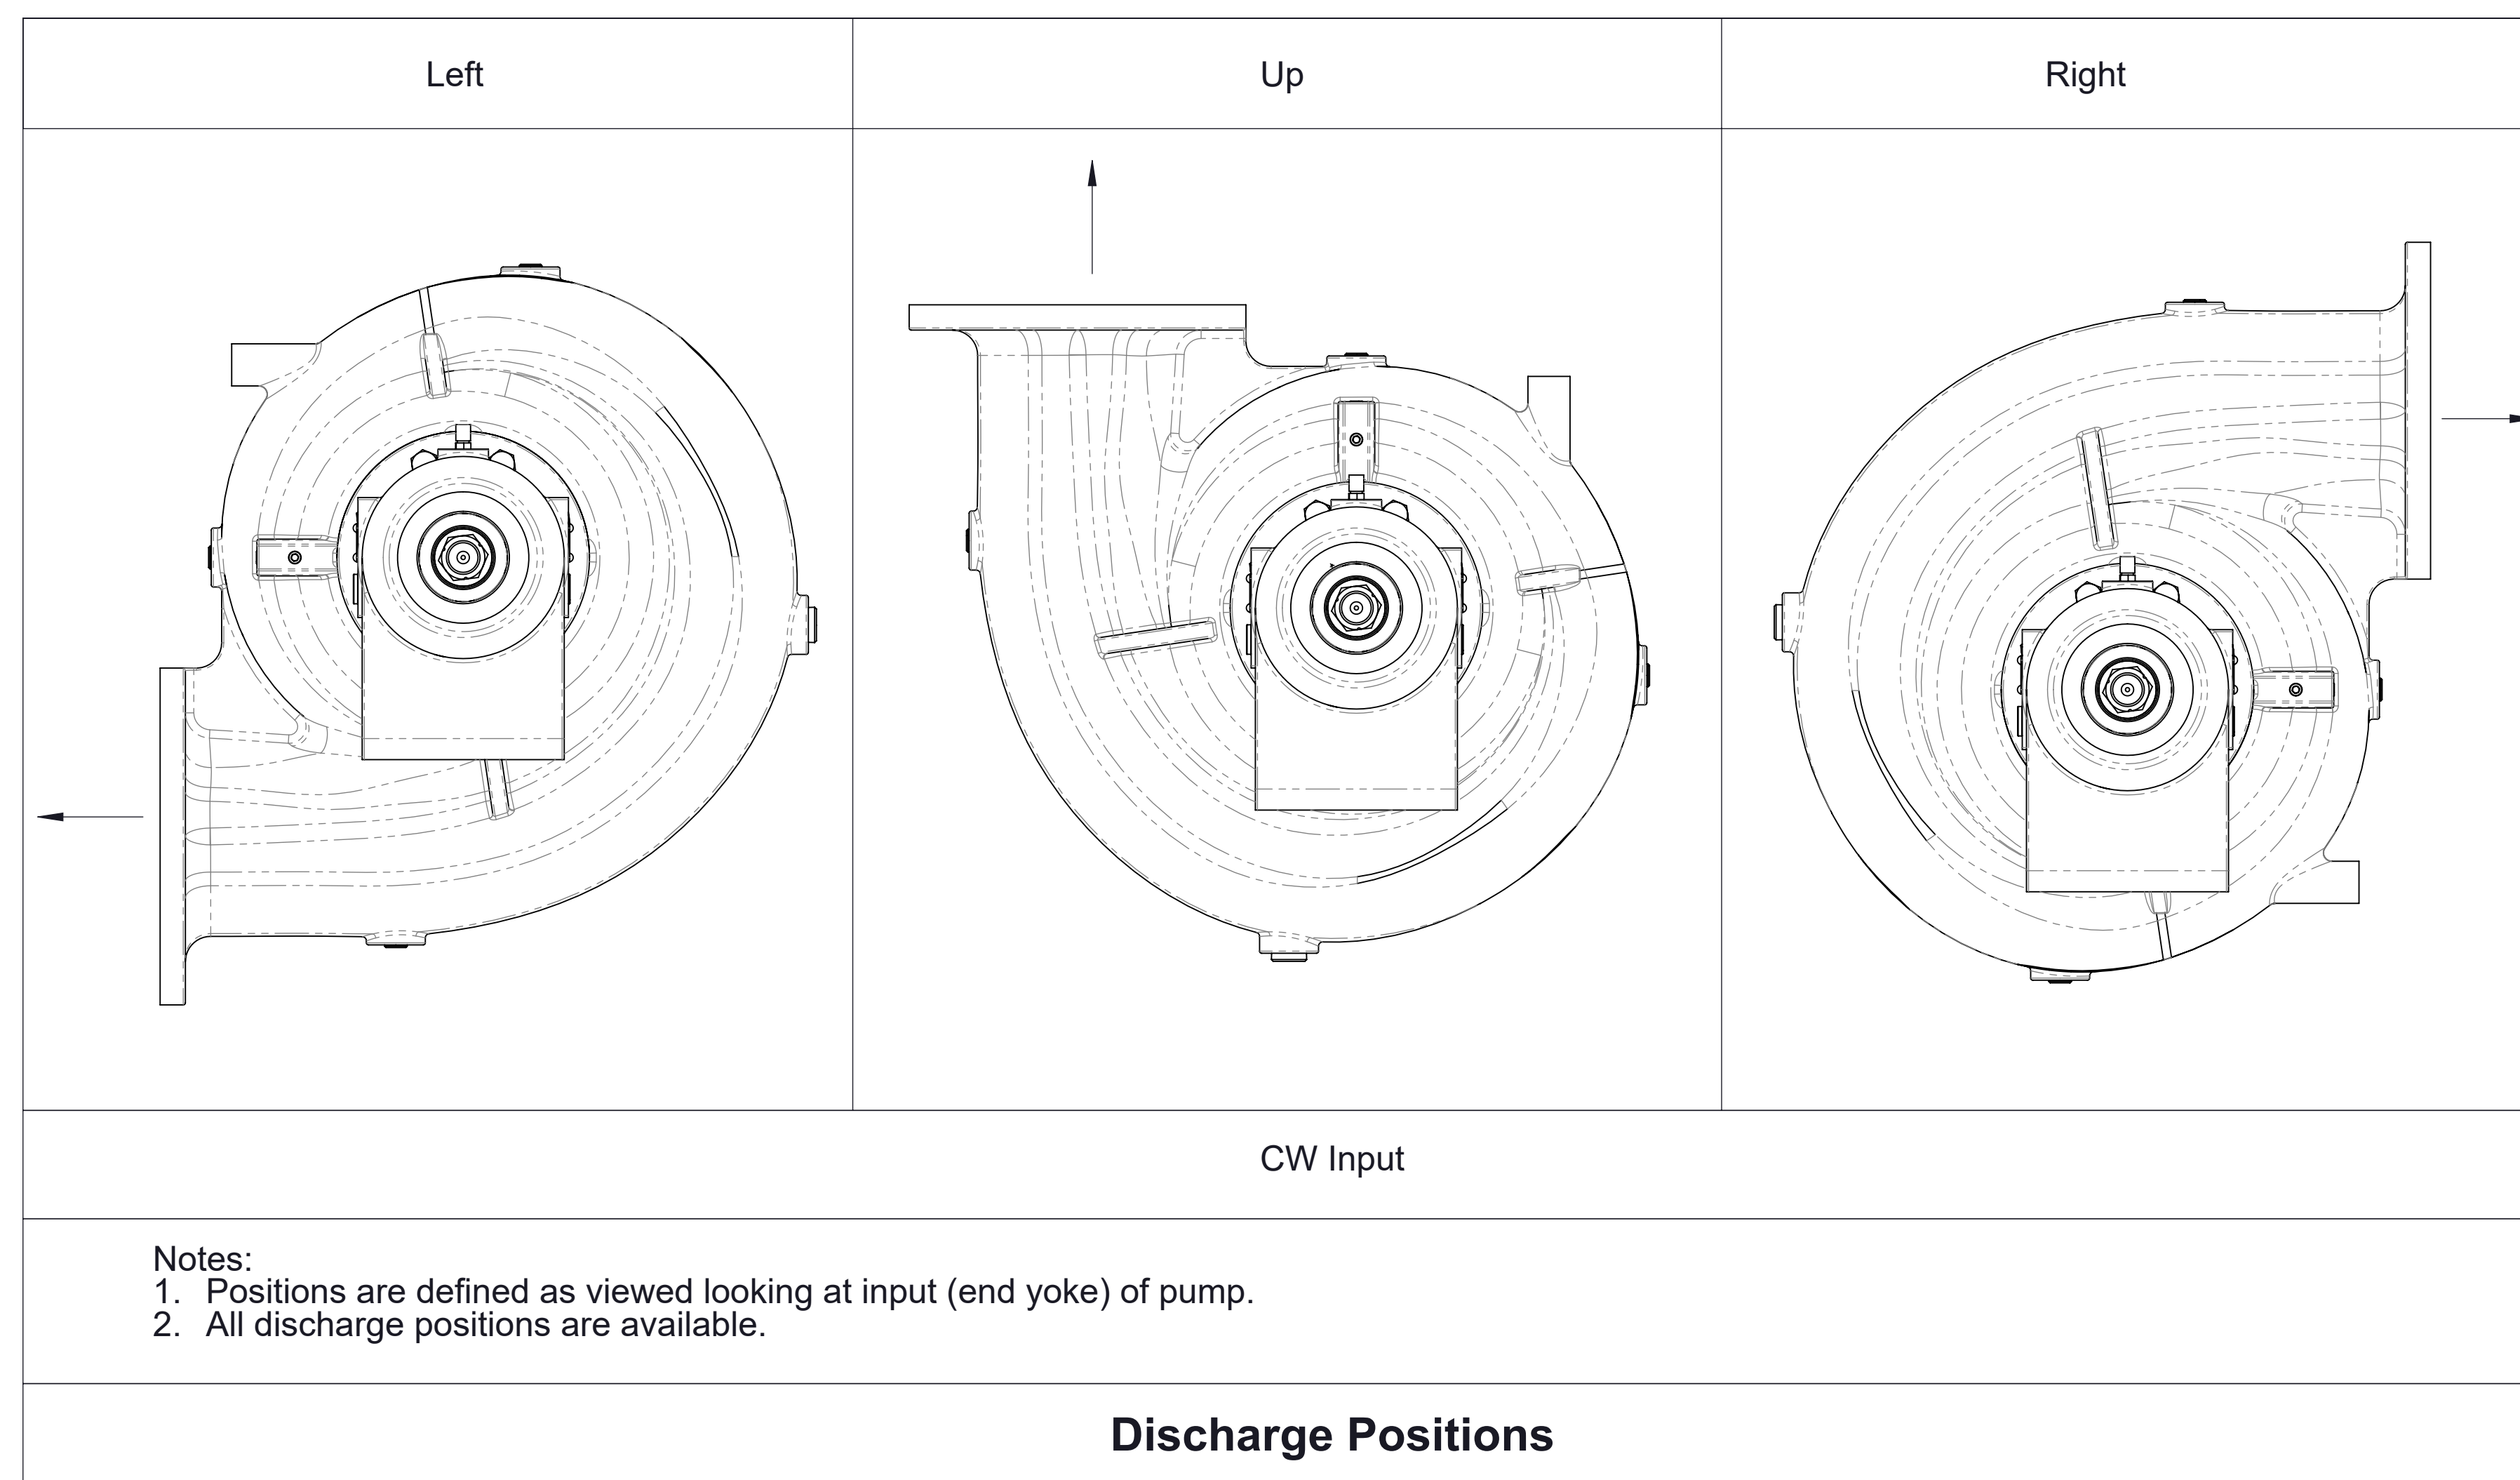 Left
Up
Right
CW Input
Notes:
1. Positions are defined as viewed looking at input (end yoke) of pump.
2. All discharge positions are available.
Discharge Positions